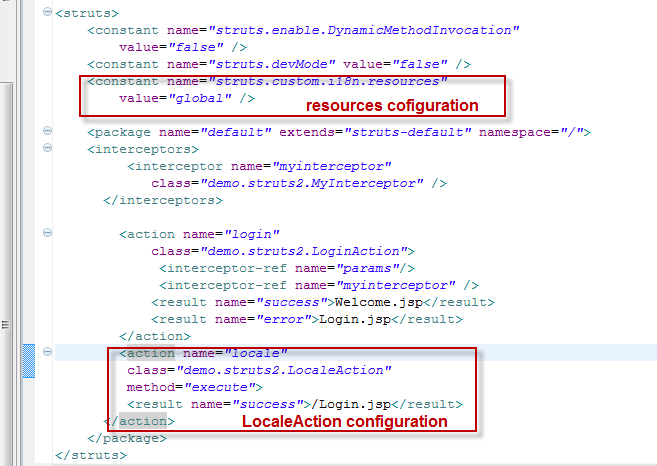 <struts>
<constant name="struts.enable.DynamicMethodInvocation"
value="false" />
<constant name="struts.devMode" value="false" />
<constant name="struts.custom.i18n.resources"
value="global" />
resources cofiguration
<package name="default" extends="struts-default" namespace="/">
<interceptors>
<interceptor name="myinterceptor"
class="demo.struts2.MyInterceptor" />
</interceptors>
<action name="login"
class="demo.struts2.LoginAction">
<interceptor-ref name="params"/>
<interceptor-ref name="myinterceptor" />
<result name="success">Welcome.jsp</result>
<result name="error">Login.jsp</result>
</action>
<action name="locale"
class="demo.struts2.LocaleAction"
method="execute">
<result name="success">/Login.jsp</result>
</action>
LocaleAction configuration
</package>
</struts>